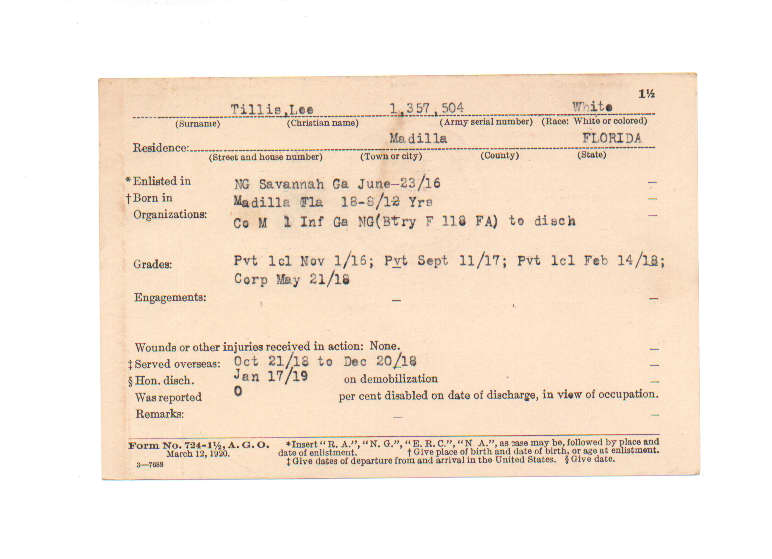 1½
Tillis, Lee 1,357,504 White
(Surname) (Christian name) (Army serial number) (Race: White or colored)
Residence: Madilla FLORIDA
(Street and house number) (Town or city) (County) (State)
*Enlisted in NG Savannah Ga June-23/16 —
†Born in Madilla Fla 18-8/12 Yrs —
Organizations: Co M 1 Inf Ga NG(Btry F 118 FA) to disch
Grades: Pvt 1cl Nov 1/16; Pvt Sept 11/17; Pvt 1cl Feb 14/18;
Corp May 21/18
Engagements: — —
Wounds or other injuries received in action: None. —
‡Served overseas: Oct 21/18 to Dec 20/18 —
§Hon. disch. Jan 17/19 on demobilization —
Was reported 0 per cent disabled on date of discharge, in view of occupation.
Remarks: — —
Form No. 724-1½, A. G. O. *Insert "R. A.", "N. G.", "E. R. C.", "N A.", as case may be, followed by place and
March 12, 1920. date of enlistment. †Give place of birth and date of birth, or age at enlistment.
3—7688 ‡Give dates of departure from and arrival in the United States. §Give date.